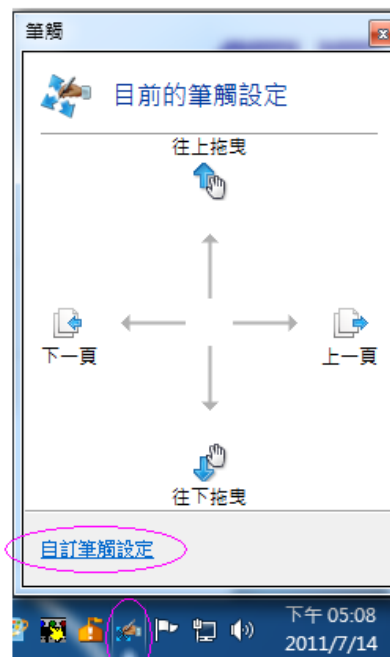 筆觸
目前的筆觸設定
往上拖曳
下一頁
上一頁
往下拖曳
自訂筆觸設定
下午 05:08
2011/7/14